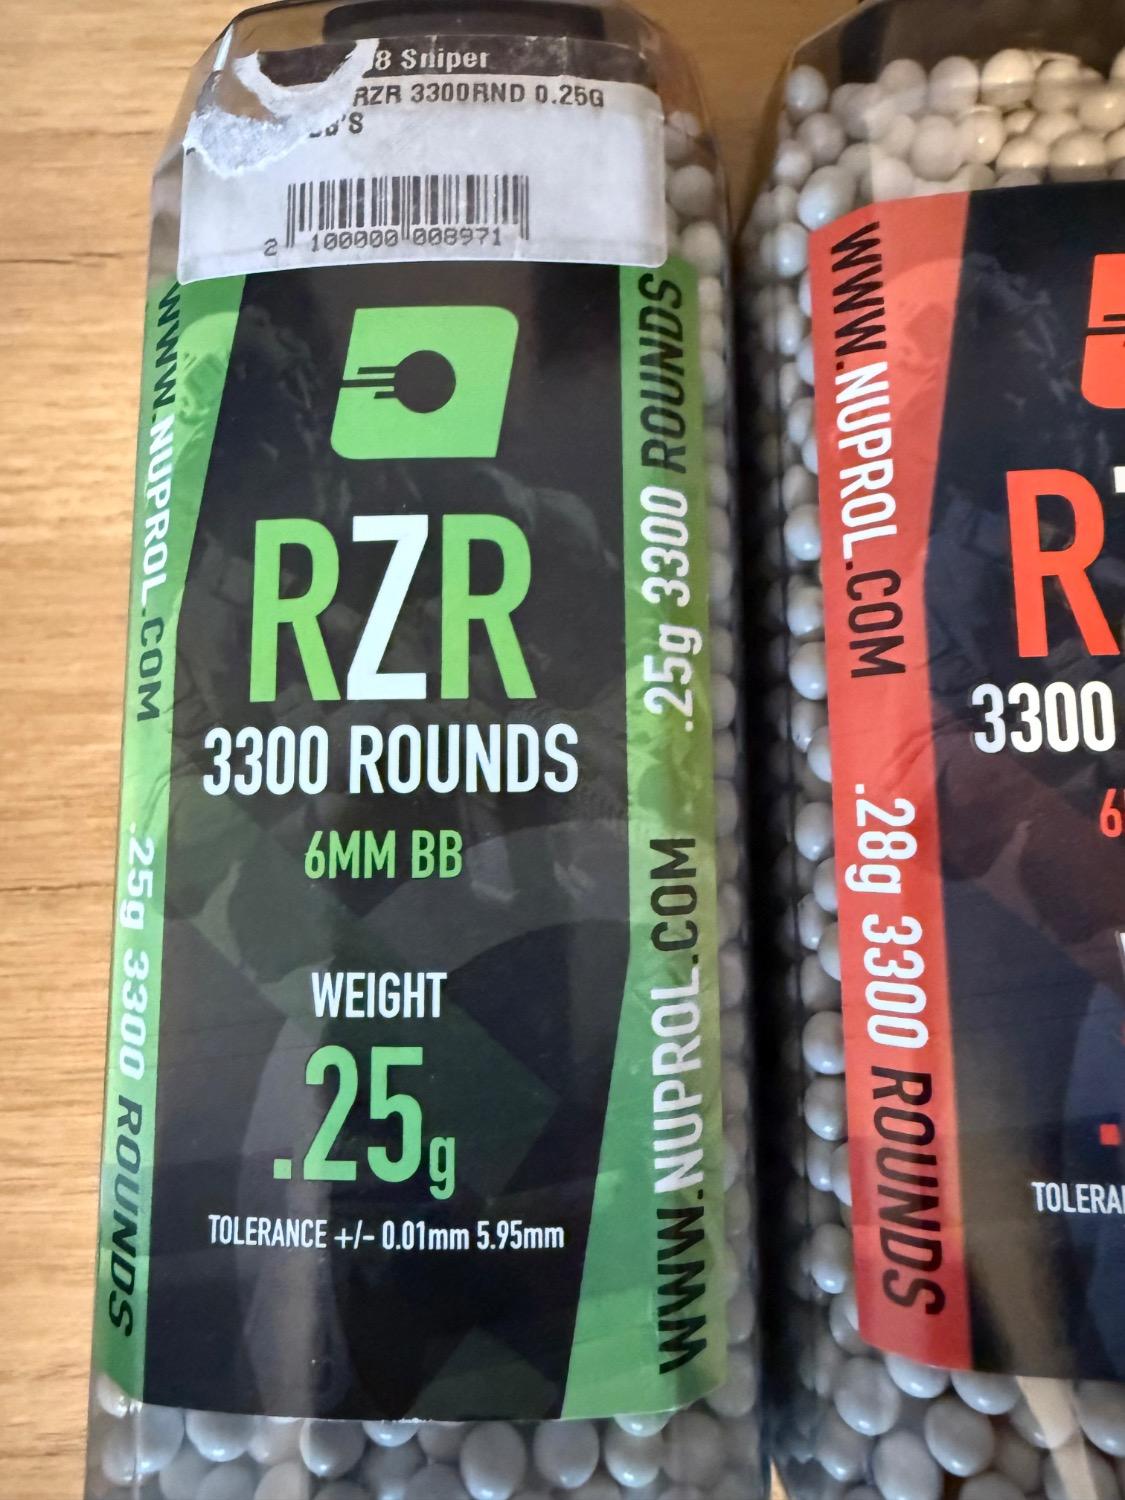 8 Sniper
RZR 3300RND 0.25G
2 100000 008971
WWW.NUPROL.COM .25g 3300 ROUNDS
RZR
3300 ROUNDS
6MM BB
WEIGHT
.25g
TOLERANCE +/- 0.01mm 5.95mm
WWW.NUPROL.COM .25g 3300 ROUNDS
WWW.NUPROL.COM .28g 3300 ROUNDS
R
3300